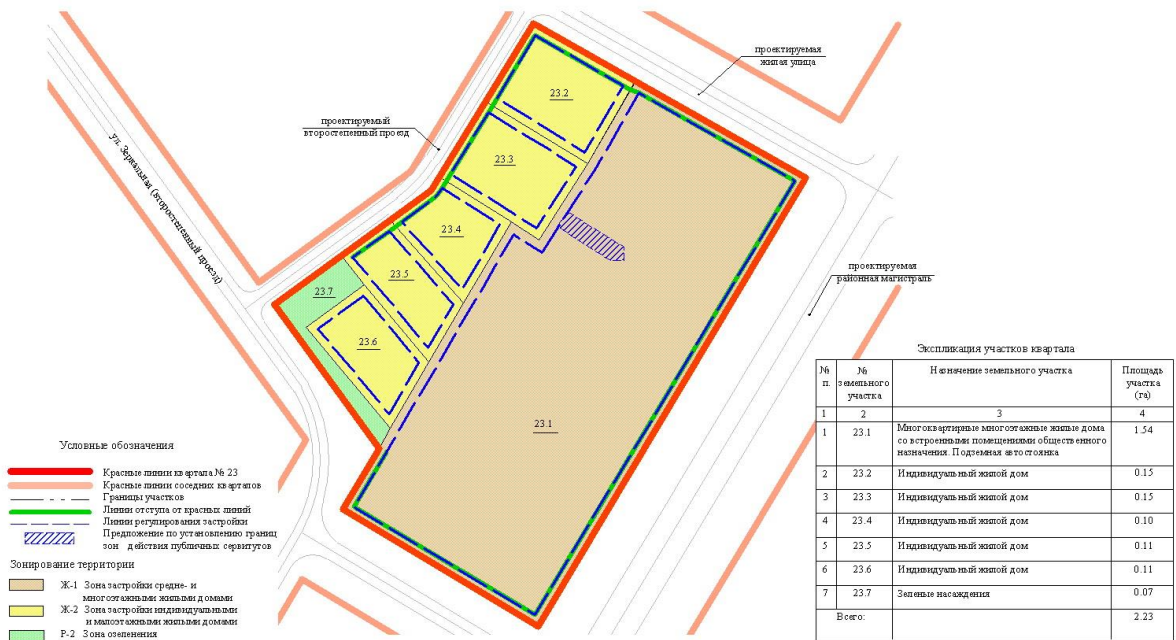 проектируемая
жилая улица
проектируемый
второстепенный проезд
ул. Зеркальная (второстепенный проезд)
проектируемая
районная магистраль
23.2
23.3
23.4
23.5
23.7
23.6
23.1
Условные обозначения
Красные линии квартала № 23
Красные линии соседних кварталов
Границы участков
Линии отступа от красных линий
Линии регулирования застройки
Предложение по установлению границ
зон действия публичных сервитутов
Зонирование территории
Ж-1 Зона застройки средне- и
многоэтажными жилыми домами
Ж-2 Зона застройки индивидуальными
и малоэтажными жилыми домами
Р-2 Зона озеленения
Экспликация участков квартала
№ п. № земельного участка Назначение земельного участка Площадь участка (га)
1 2 3 4
1 23.1 Многоквартирные многоэтажные жилые дома 1.54
со встроенными помещениями общественного
назначения. Подземная автостоянка
2 23.2 Индивидуальный жилой дом 0.15
3 23.3 Индивидуальный жилой дом 0.15
4 23.4 Индивидуальный жилой дом 0.10
5 23.5 Индивидуальный жилой дом 0.11
6 23.6 Индивидуальный жилой дом 0.11
7 23.7 Зеленые насаждения 0.07
Всего: 2.23